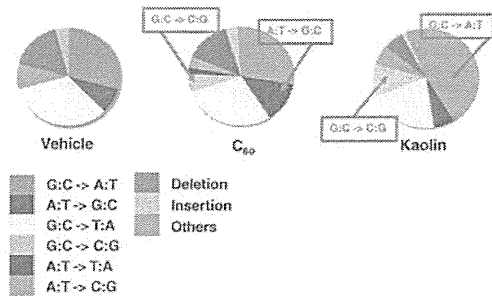 G:C -> C:G
A:T -> G:C
G:C -> A:T
G:C -> C:G
Vehicle
C60
Kaolin
G:C -> A:T
A:T -> G:C
G:C -> T:A
G:C -> C:G
A:T -> T:A
A:T -> C:G
Deletion
Insertion
Others